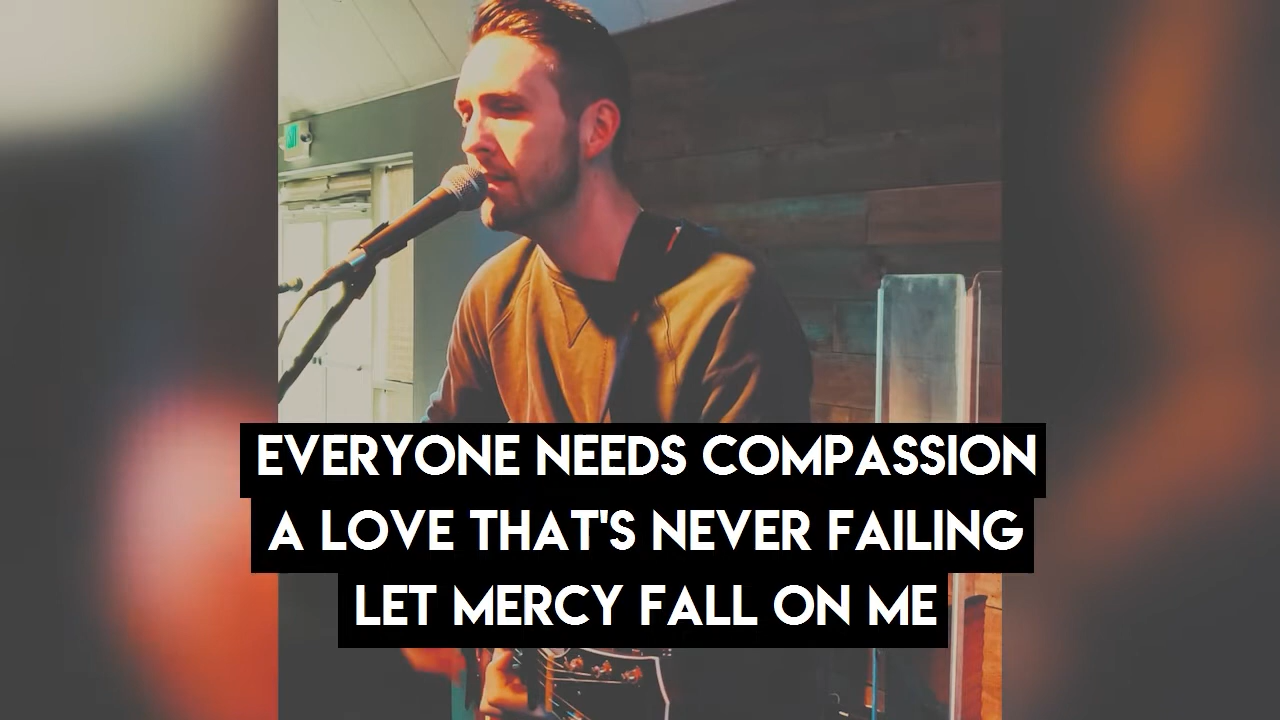 EVERYONE NEEDS COMPASSION
A LOVE THAT'S NEVER FAILING
LET MERCY FALL ON ME